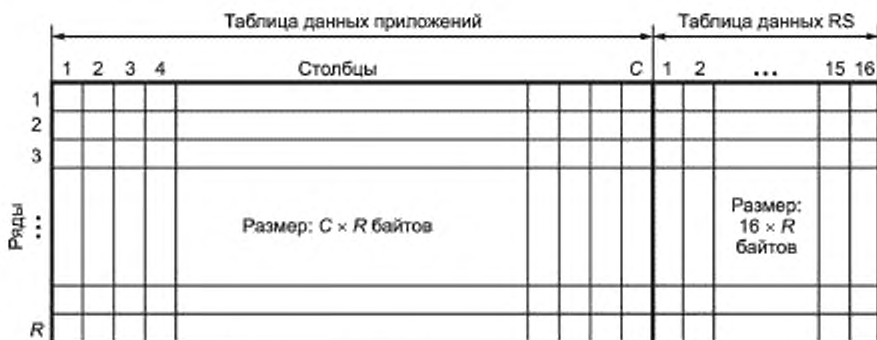 Таблица данных приложений Таблица данных RS
1 2 3 4 Столбцы C 1 2 ... 15 16
1
2
3
Ряды
⋮
Размер: C × R байтов
Размер:
16 × R
байтов
R